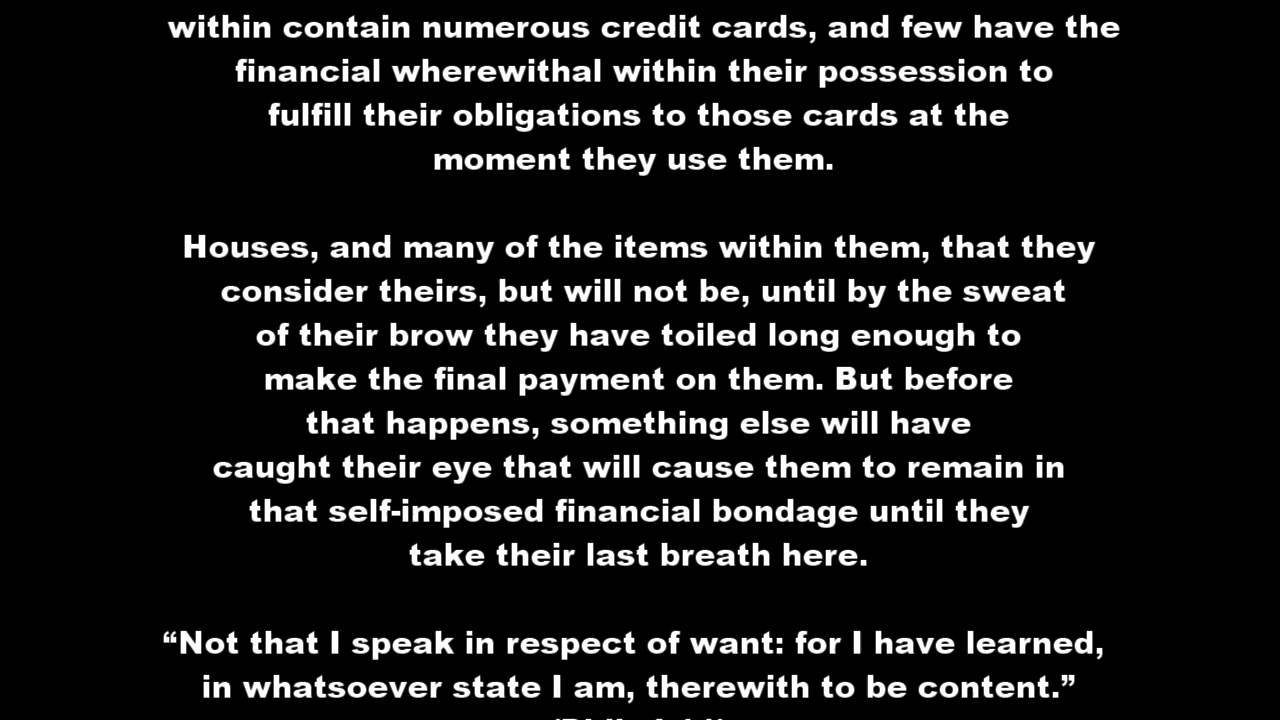 within contain numerous credit cards, and few have the
financial wherewithal within their possession to
fulfill their obligations to those cards at the
moment they use them.
Houses, and many of the items within them, that they
consider theirs, but will not be, until by the sweat
of their brow they have toiled long enough to
make the final payment on them. But before
that happens, something else will have
caught their eye that will cause them to remain in
that self-imposed financial bondage until they
take their last breath here.
“Not that I speak in respect of want: for I have learned,
in whatsoever state I am, therewith to be content.”